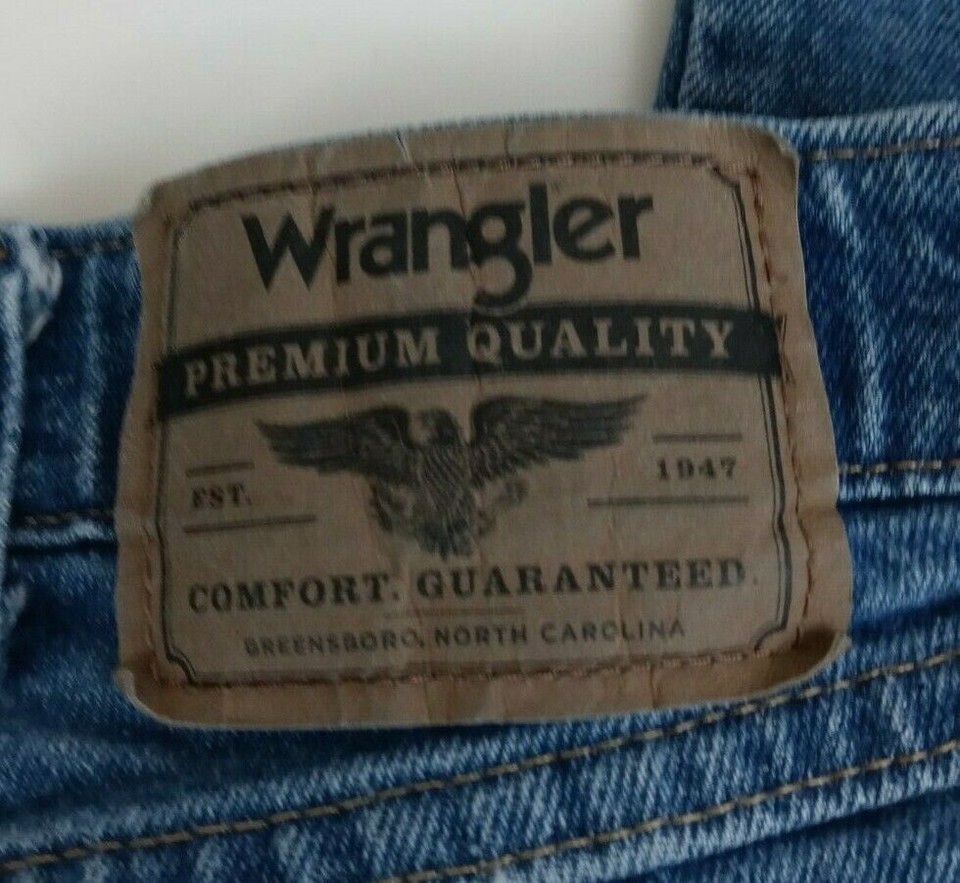 Wrangler
PREMIUM QUALITY
EST. 1947
COMFORT. GUARANTEED.
GREENSBORO, NORTH CAROLINA